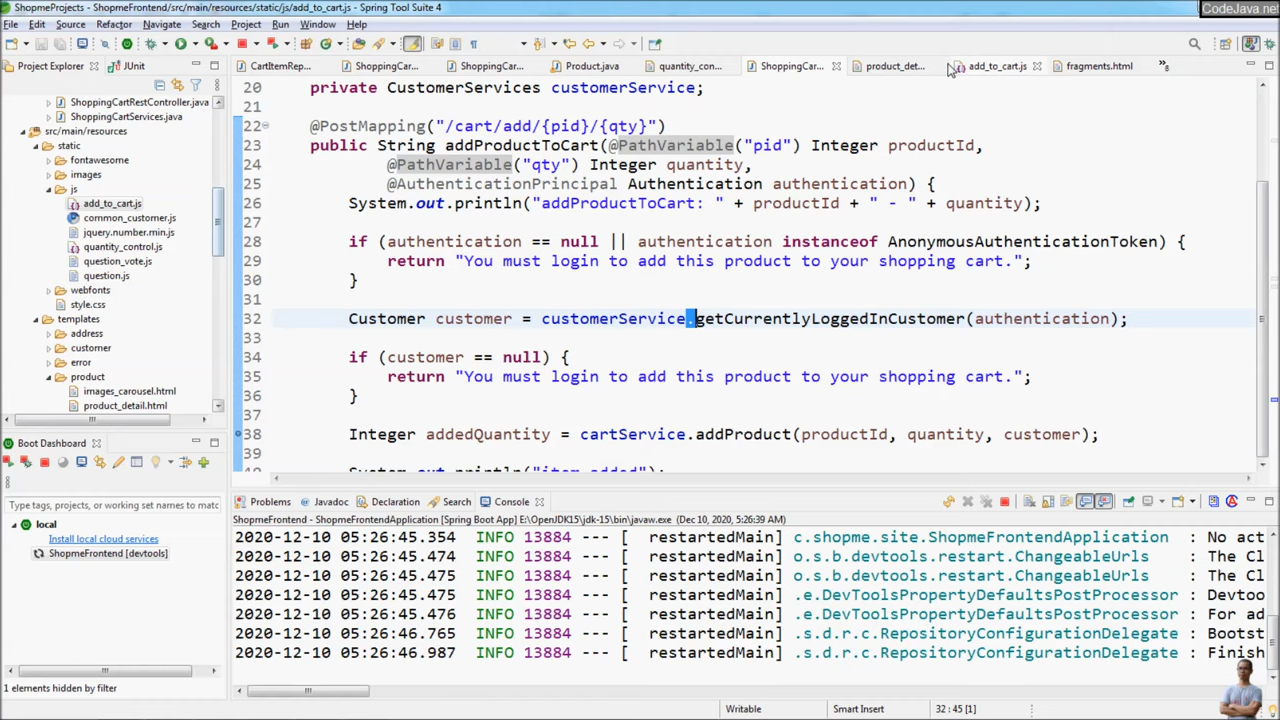 ShopmeProjects - ShopmeFrontend/src/main/resources/static/js/add_to_cart.js - Spring Tool Suite 4
CodeJava.net
File Edit Source Refactor Navigate Search Project Run Window Help
Project Explorer JUnit
CartItemRep... ShoppingCar... ShoppingCar... Product.java quantity_con... ShoppingCar... product_det... add_to_cart.js fragments.html
ShoppingCartRestController.java
ShoppingCartServices.java
src/main/resources
static
fontawesome
images
js
add_to_cart.js
common_customer.js
jquery.number.min.js
quantity_control.js
question_vote.js
question.js
webfonts
style.css
templates
address
customer
error
product
images_carousel.html
product_detail.html
20 private CustomerServices customerService;
21
22 @PostMapping("/cart/add/{pid}/{qty}")
23 public String addProductToCart(@PathVariable("pid") Integer productId,
24 @PathVariable("qty") Integer quantity,
25 @AuthenticationPrincipal Authentication authentication) {
26 System.out.println("addProductToCart: " + productId + " - " + quantity);
27
28 if (authentication == null || authentication instanceof AnonymousAuthenticationToken) {
29 return "You must login to add this product to your shopping cart.";
30 }
31
32 Customer customer = customerService.getCurrentlyLoggedInCustomer(authentication);
33
34 if (customer == null) {
35 return "You must login to add this product to your shopping cart.";
36 }
37
38 Integer addedQuantity = cartService.addProduct(productId, quantity, customer);
39
40 System.out.println("item added");
Boot Dashboard
Type tags, projects, or working set names to matc
local
Install local cloud services
ShopmeFrontend [devtools]
1 elements hidden by filter
Problems Javadoc Declaration Search Console
ShopmeFrontend - ShopmeFrontendApplication [Spring Boot App] E:\OpenJDK15\jdk-15\bin\javaw.exe (Dec 10, 2020, 5:26:39 AM)
2020-12-10 05:26:45.354 INFO 13884 --- [ restartedMain] c.shopme.site.ShopmeFrontendApplication : No act
2020-12-10 05:26:45.475 INFO 13884 --- [ restartedMain] o.s.b.devtools.restart.ChangeableUrls : The Cl
2020-12-10 05:26:45.475 INFO 13884 --- [ restartedMain] o.s.b.devtools.restart.ChangeableUrls : The Cl
2020-12-10 05:26:45.475 INFO 13884 --- [ restartedMain] .e.DevToolsPropertyDefaultsPostProcessor : Devtoo
2020-12-10 05:26:45.476 INFO 13884 --- [ restartedMain] .e.DevToolsPropertyDefaultsPostProcessor : For ad
2020-12-10 05:26:46.765 INFO 13884 --- [ restartedMain] .s.d.r.c.RepositoryConfigurationDelegate : Bootst
2020-12-10 05:26:46.987 INFO 13884 --- [ restartedMain] .s.d.r.c.RepositoryConfigurationDelegate : Finish
Writable Smart Insert 32 : 45 [1]